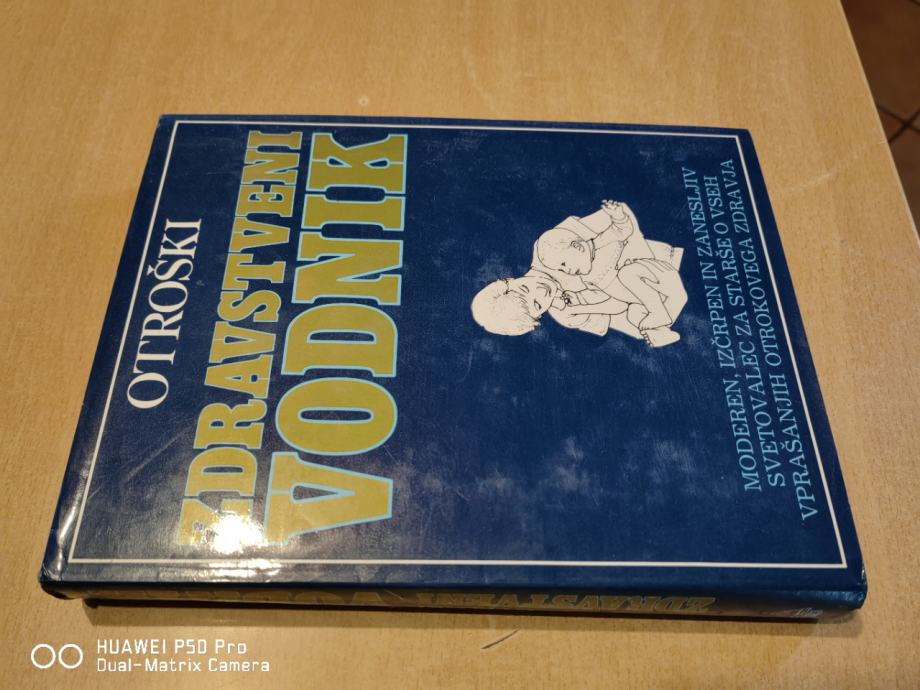 OTROŠKI
ZDRAVSTVENI
VODNIK
MODEREN, IZČRPEN IN ZANESLJIV
SVETOVALEC ZA STARŠE O VSEH
VPRAŠANJIH OTROKOVEGA ZDRAVJA
ZDRAVSTVENI VODNIK
HUAWEI P50 Pro
Dual-Matrix Camera